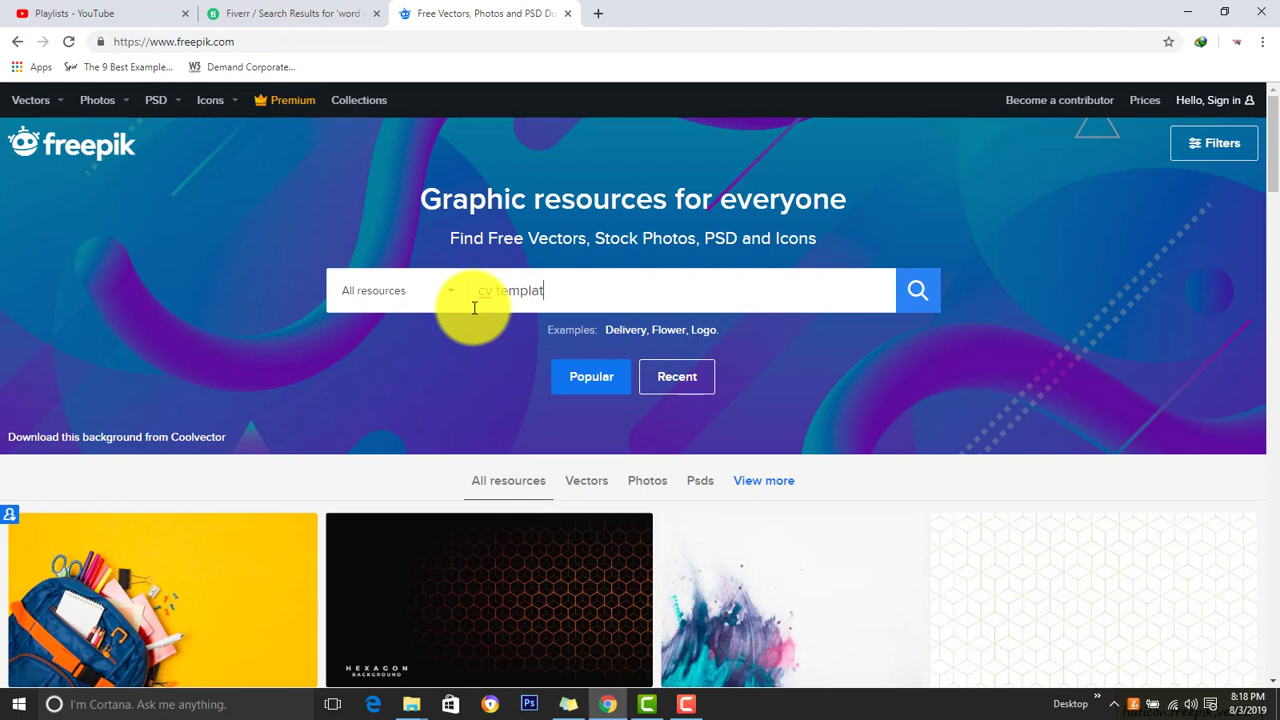 Playlists - YouTube
Fiverr / Search Results for 'word
Free Vectors, Photos and PSD Do
https://www.freepik.com
Apps
The 9 Best Example...
W3 Demand Corporate...
Vectors
Photos
PSD
Icons
Premium
Collections
Become a contributor
Prices
Hello, Sign in
freepik
Filters
Graphic resources for everyone
Find Free Vectors, Stock Photos, PSD and Icons
All resources
cv templat
Examples: Delivery, Flower, Logo.
Popular
Recent
Download this background from Coolvector
All resources
Vectors
Photos
Psds
View more
HEXAGON
BACKGROUND
I'm Cortana. Ask me anything.
Ps
Desktop
8:18 PM
8/3/2019